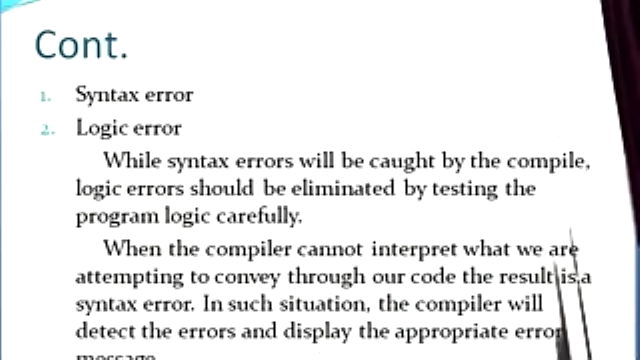 Cont.
1. Syntax error
2. Logic error
While syntax errors will be caught by the compile,
logic errors should be eliminated by testing the
program logic carefully.
When the compiler cannot interpret what we are
attempting to convey through our code the result is a
syntax error. In such situation, the compiler will
detect the errors and display the appropriate error
message.